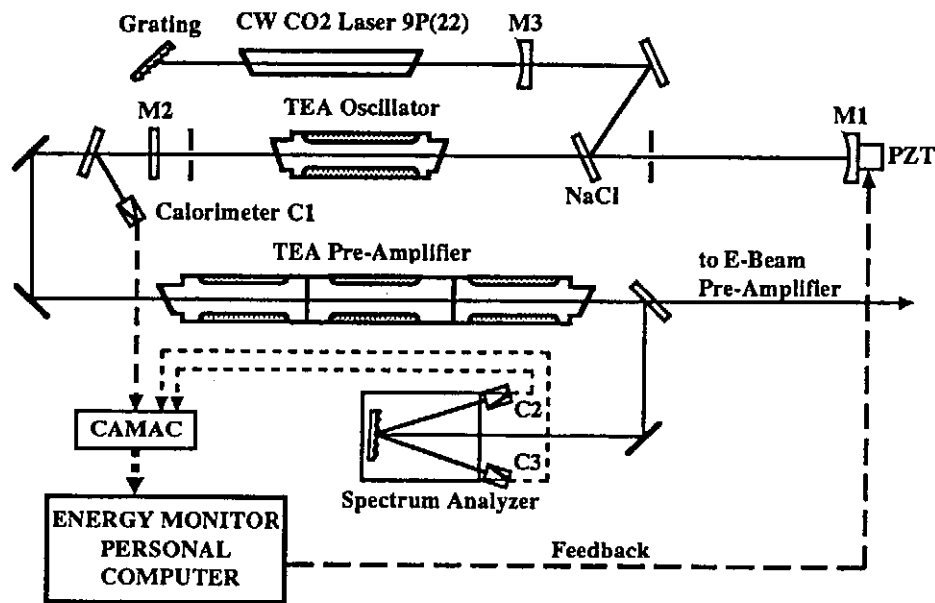 CW CO2 Laser 9P(22)
Grating
M3
TEA Oscillator
M2
M1
PZT
NaCl
Calorimeter C1
TEA Pre-Amplifier
to E-Beam
Pre-Amplifier
C2
CAMAC
C3
Spectrum Analyzer
ENERGY MONITOR
PERSONAL
COMPUTER
Feedback